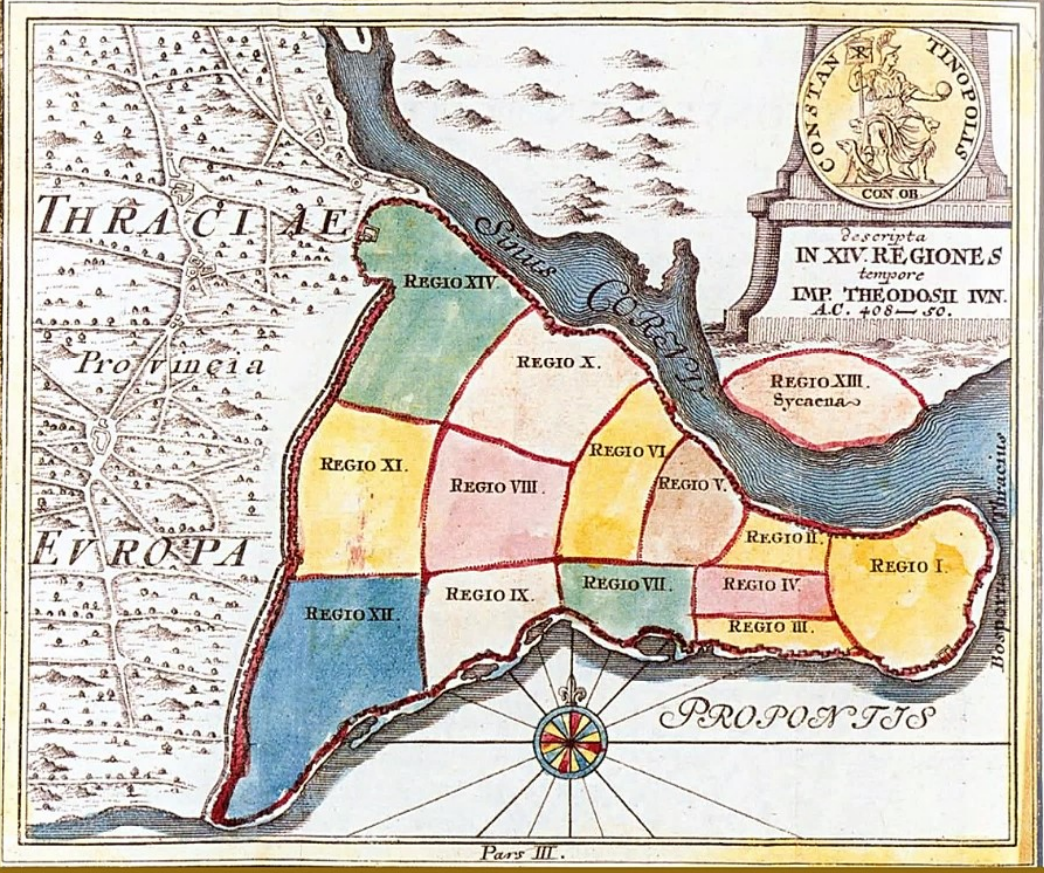 CONSTANTINOPOLIS
CON OB
descripta
IN XIV. REGIONES
tempore
IMP. THEODOSII IVN.
A.C. 408—50.
THRACIAE
Provincia
EVROPA
Sinus
CORNU
REGIO XIV
REGIO X.
REGIO XIII.
Sycaena
REGIO XI.
REGIO VIII.
REGIO VI
REGIO V.
REGIO II.
REGIO I.
REGIO XII.
REGIO IX.
REGIO VII.
REGIO IV.
REGIO III.
Bosporus Thracius
PROPONTIS
Pars III.